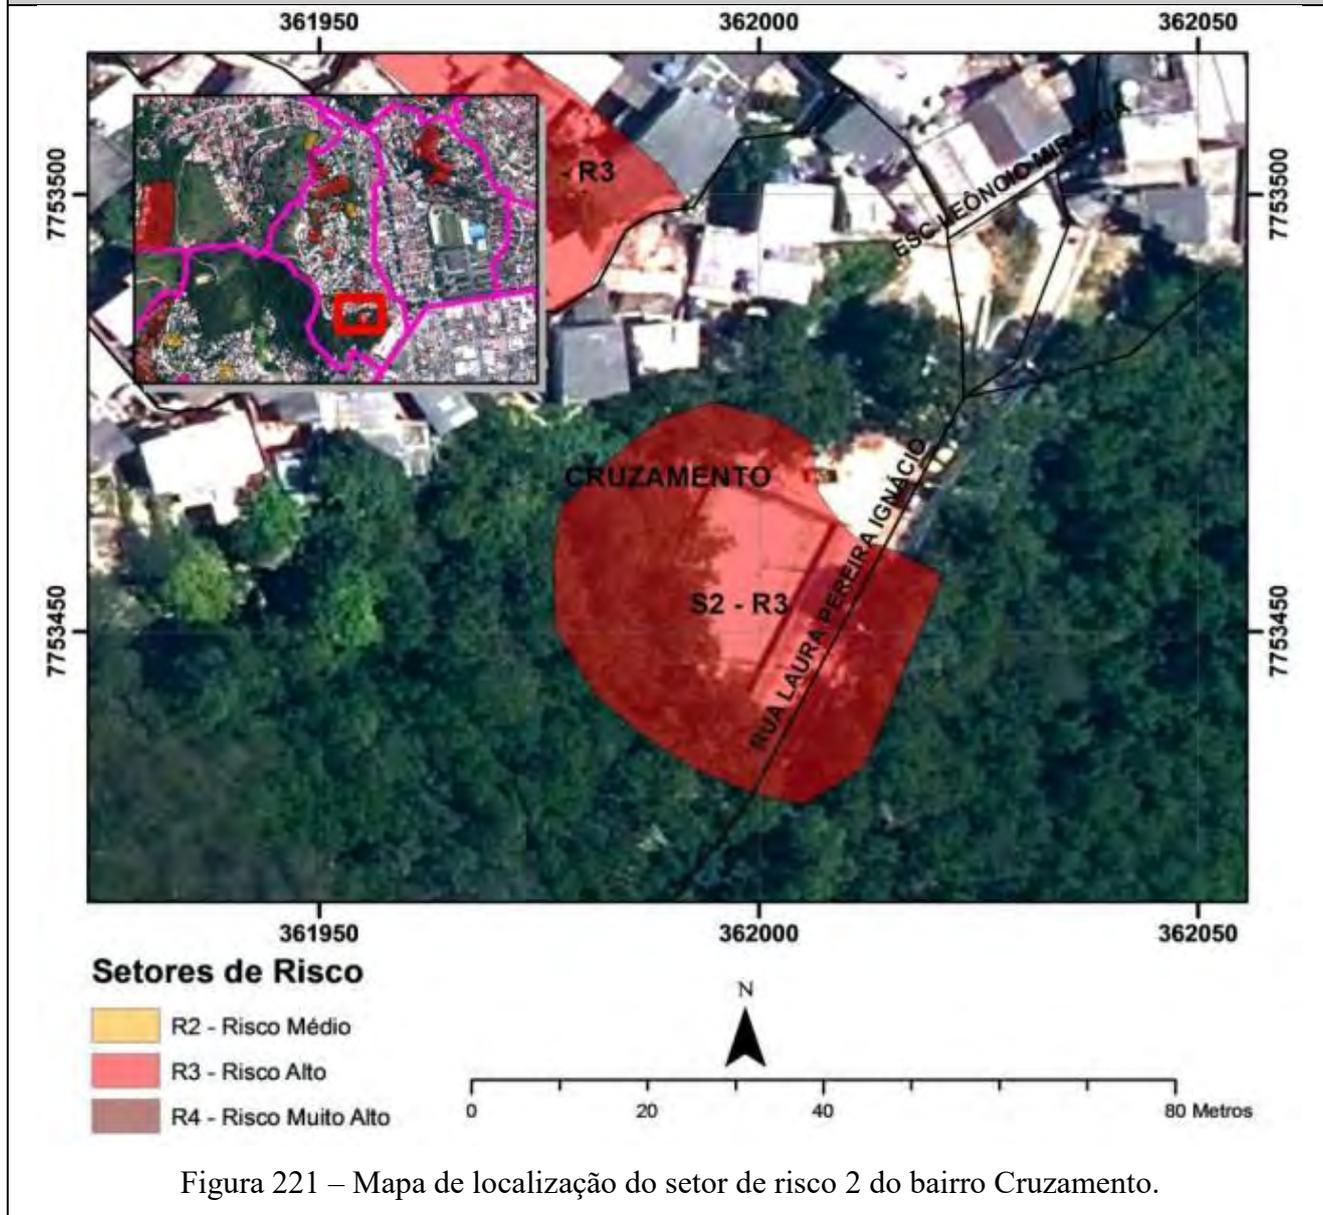 361950 362000 362050
7753500 7753500
- R3
ESC LEÔNCIO MIRANDA
CRUZAMENTO
RUA LAURA PEREIRA IGNÁCIO
S2 - R3
7753450 7753450
361950 362000 362050
Setores de Risco
R2 - Risco Médio
R3 - Risco Alto
R4 - Risco Muito Alto
N
0 20 40 80 Metros
Figura 221 – Mapa de localização do setor de risco 2 do bairro Cruzamento.